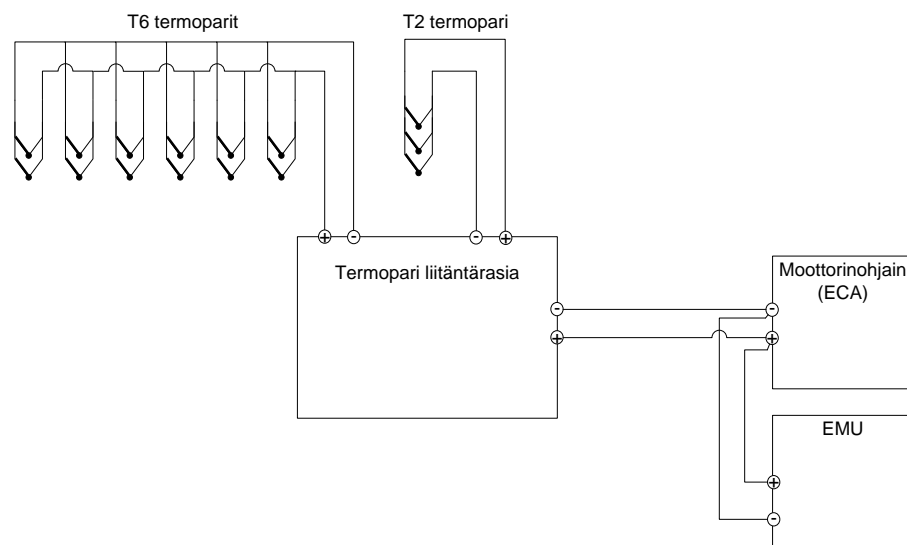 T6 termoparit
T2 termopari
+ - - +
Termopari liitäntärasia
Moottorinohjain
(ECA)
- -
+ +
EMU
+
-